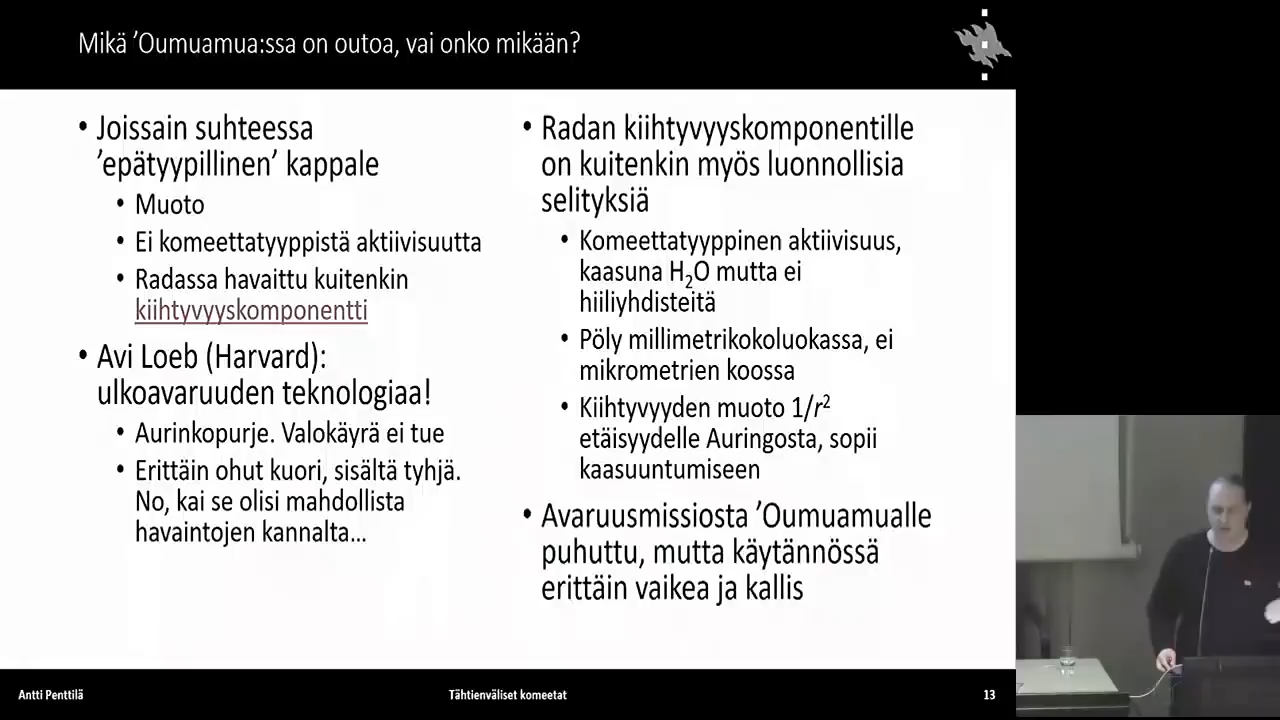 Mikä ’Oumuamua:ssa on outoa, vai onko mikään?
• Joissain suhteessa
’epätyypillinen’ kappale
• Muoto
• Ei komeettatyyppistä aktiivisuutta
• Radassa havaittu kuitenkin
kiihtyvyyskomponentti
• Avi Loeb (Harvard):
ulkoavaruuden teknologiaa!
• Aurinkopurje. Valokäyrä ei tue
• Erittäin ohut kuori, sisältä tyhjä.
No, kai se olisi mahdollista
havaintojen kannalta...
• Radan kiihtyvyyskomponentille
on kuitenkin myös luonnollisia
selityksiä
• Komeettatyyppinen aktiivisuus,
kaasuna H₂O mutta ei
hiiliyhdisteitä
• Pöly millimetrikokoluokassa, ei
mikrometrien koossa
• Kiihtyvyyden muoto 1/r²
etäisyydelle Auringosta, sopii
kaasuuntumiseen
• Avaruusmissiosta ’Oumuamualle
puhuttu, mutta käytännössä
erittäin vaikea ja kallis
Antti Penttilä
Tähtienväliset komeetat
13